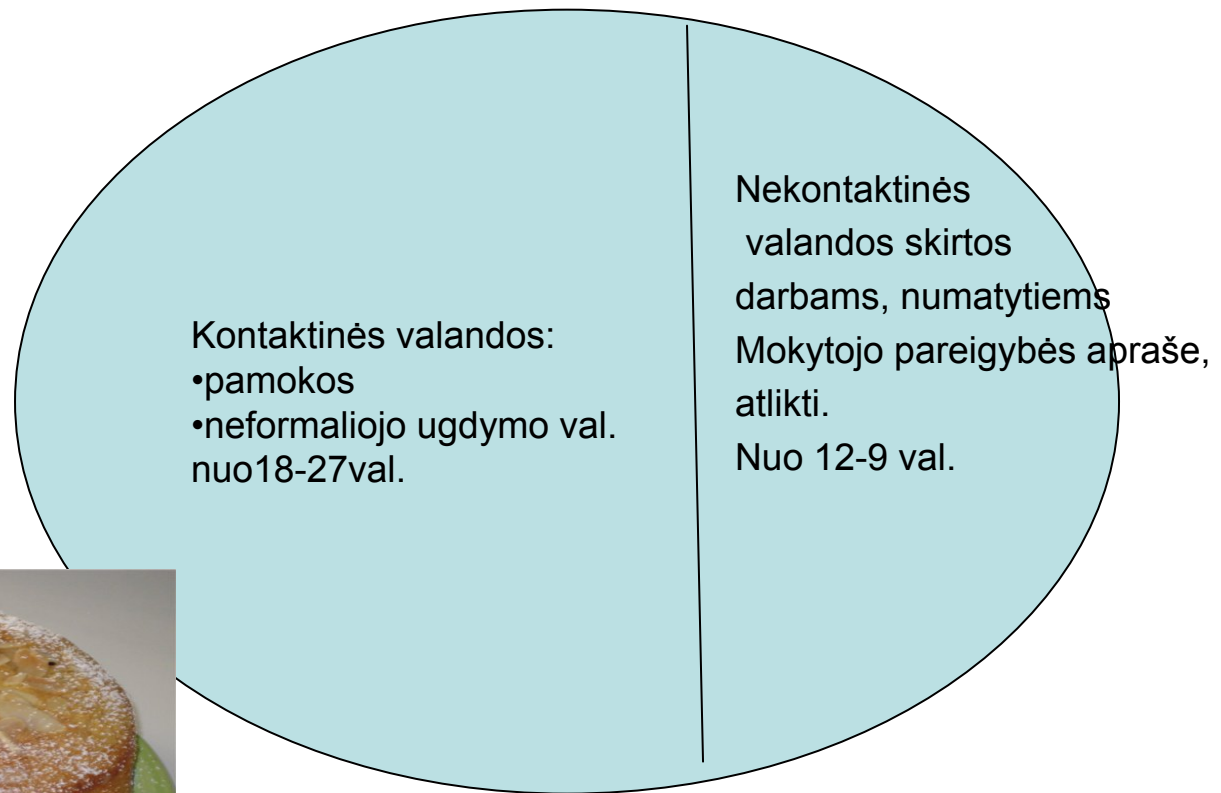 Kontaktinės valandos:
•pamokos
•neformaliojo ugdymo val.
nuo18-27val.
Nekontaktinės
valandos skirtos
darbams, numatytiems
Mokytojo pareigybės apraše,
atlikti.
Nuo 12-9 val.